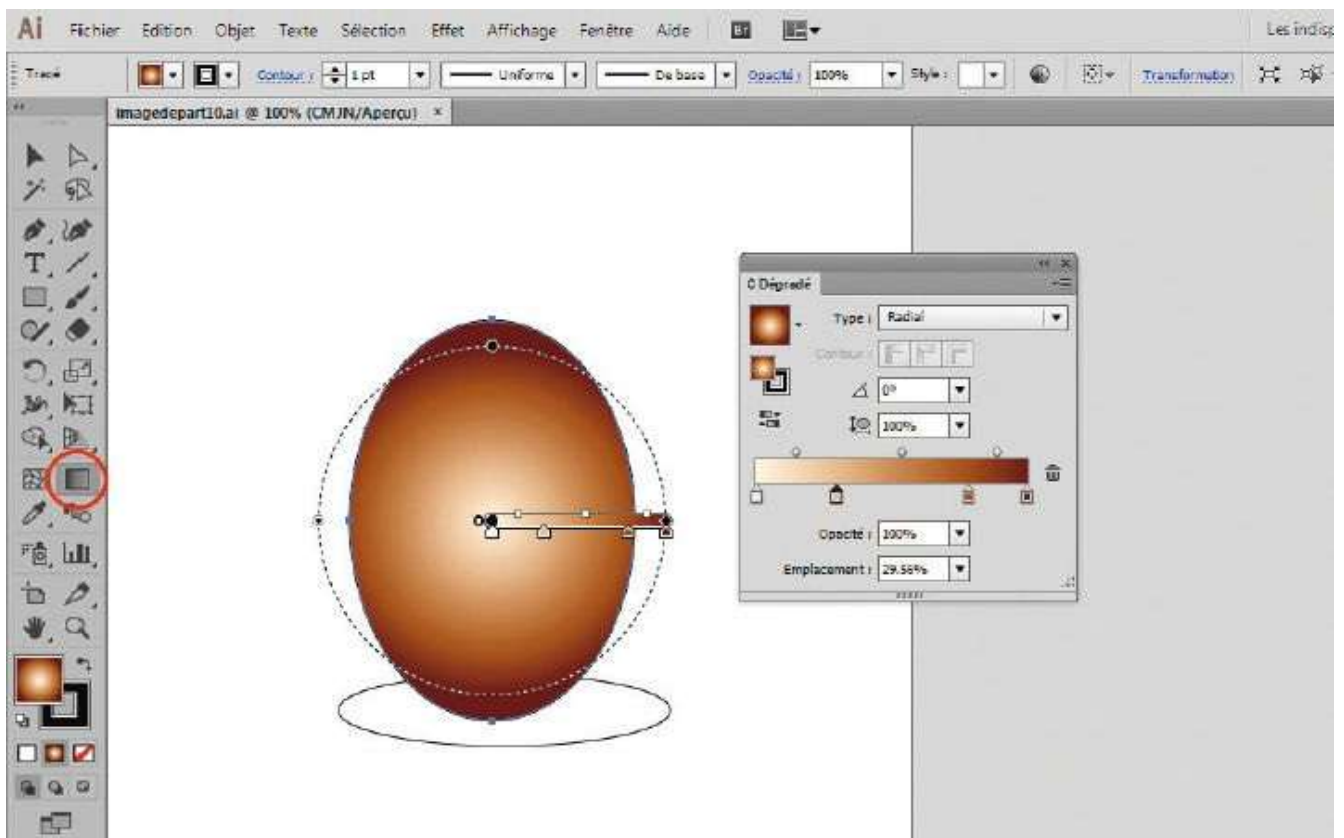 Ai Fichier Edition Objet Texte Sélection Effet Affichage Fenêtre Aide Br Les indisp
Tracé Contour : 1 pt Uniforme De base Opacité : 100% Style : Transformation
imagedepart10.ai @ 100% (CMJN/Aperçu) ×
Dégradé
Type : Radial
Contour :
0°
100%
Opacité : 100%
Emplacement : 29.56%